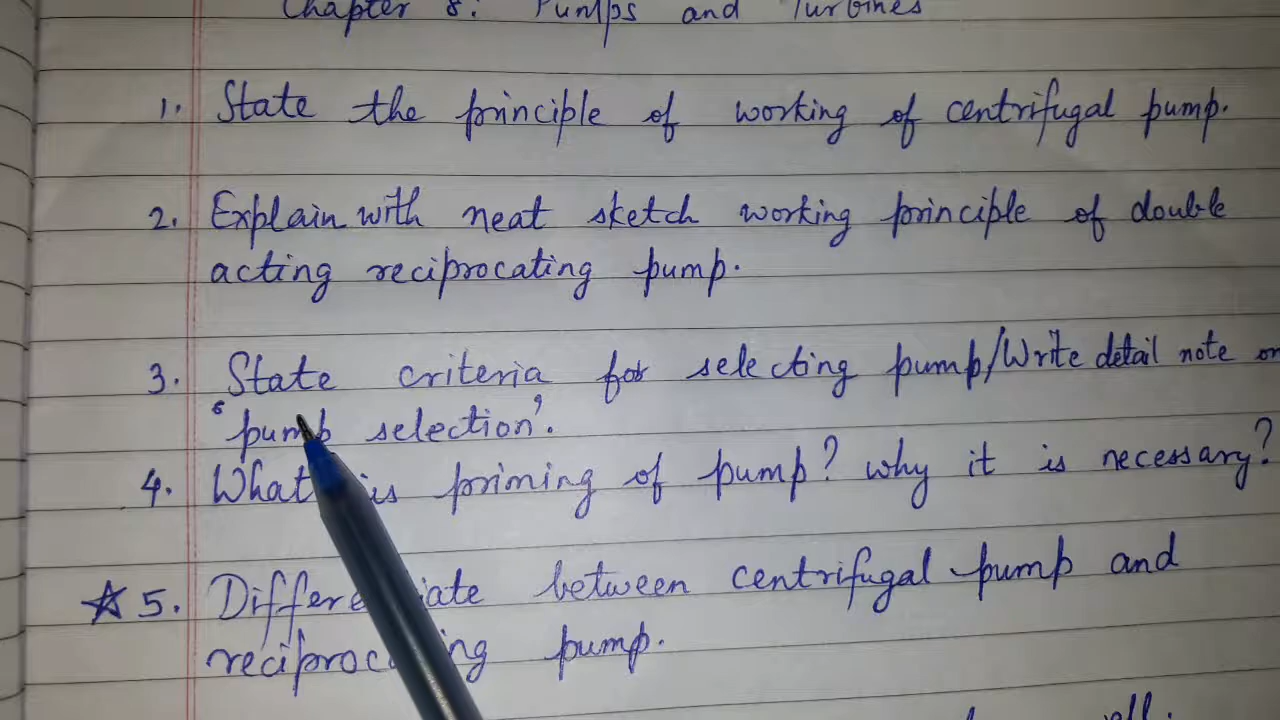 Chapter 8: Pumps and Turbines
1. State the principle of working of centrifugal pump.
2. Explain with neat sketch working principle of double
acting reciprocating pump.
3. State criteria for selecting pump/Write detail note on
'pump selection'.
4. What is priming of pump? why it is necessary?
☆ 5. Differentiate between centrifugal pump and
reciprocating pump.